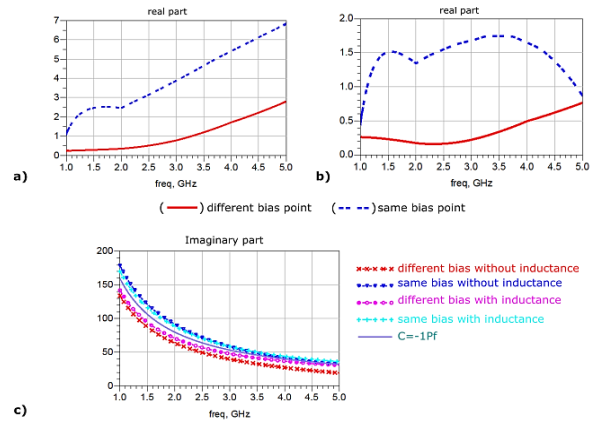 real part
7
6
5
4
3
2
1
0
1.0 1.5 2.0 2.5 3.0 3.5 4.0 4.5 5.0
freq, GHz
a)
real part
2.0
1.5
1.0
0.5
0.0
1.0 1.5 2.0 2.5 3.0 3.5 4.0 4.5 5.0
freq, GHz
b)
( ) different bias point ( ) same bias point
Imaginary part
200
150
100
50
0
1.0 1.5 2.0 2.5 3.0 3.5 4.0 4.5 5.0
freq, GHz
c)
different bias without inductance
same bias without inductance
different bias with inductance
same bias with inductance
C=-1Pf